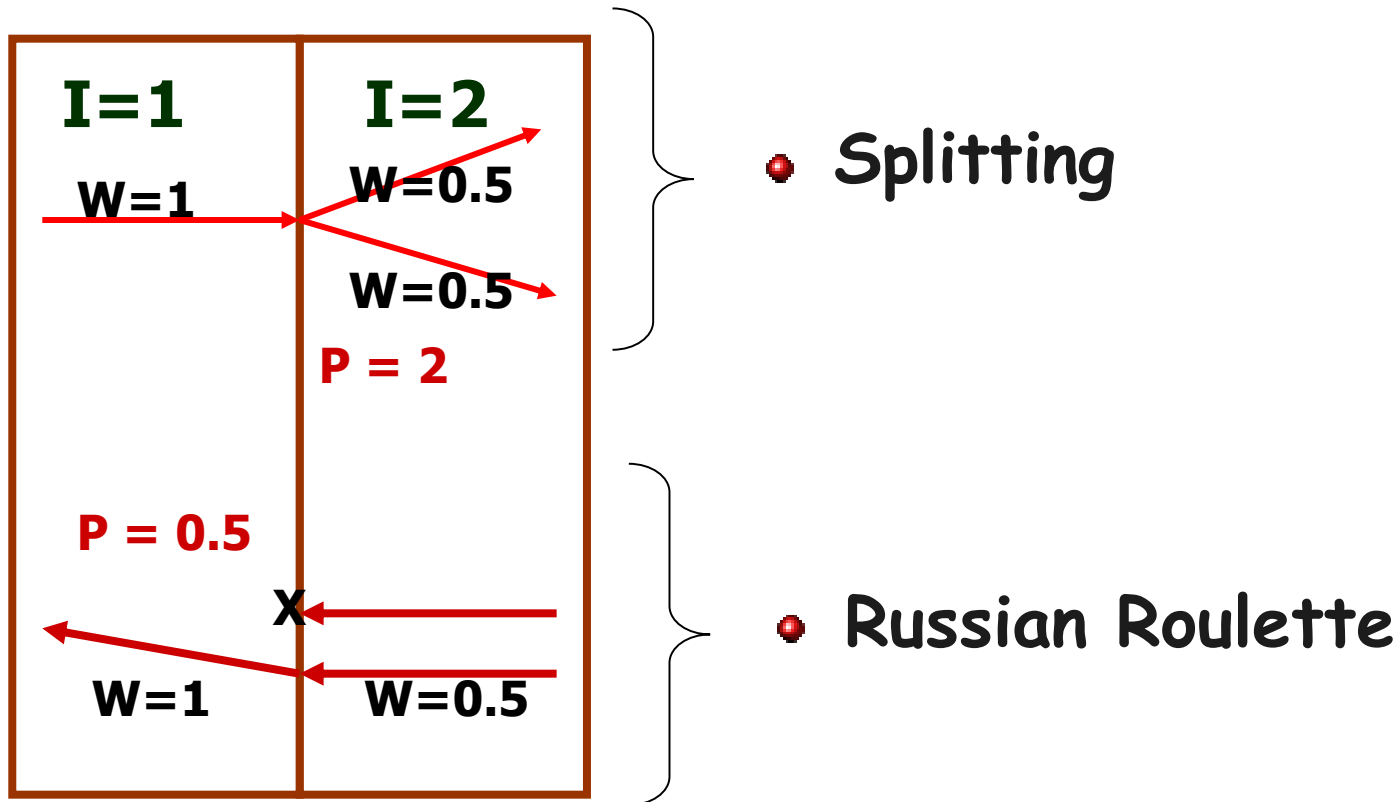 I=1
I=2
W=1
W=0.5
W=0.5
P = 2
Splitting
P = 0.5
X
W=1
W=0.5
Russian Roulette